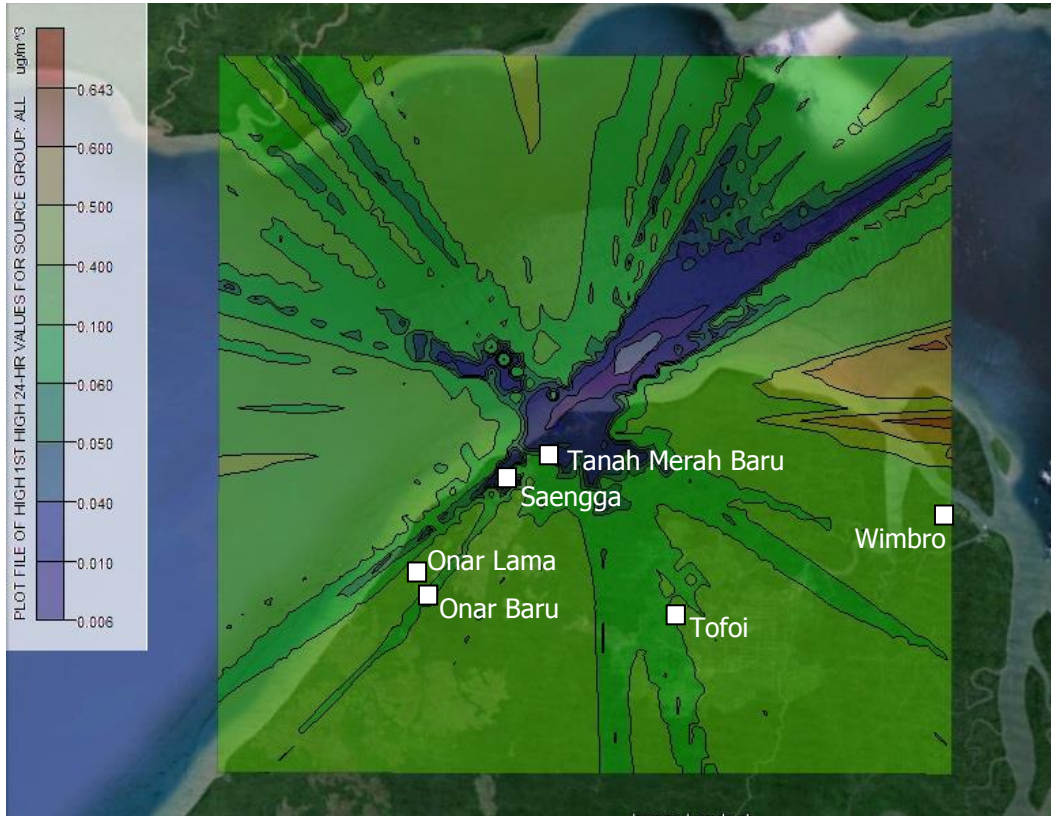 PLOT FILE OF HIGH 1ST HIGH 24-HR VALUES FOR SOURCE GROUP: ALL ug/m^3
0.643
0.600
0.500
0.400
0.100
0.060
0.050
0.040
0.010
0.006
Tanah Merah Baru
Saengga
Wimbro
Onar Lama
Onar Baru
Tofoi